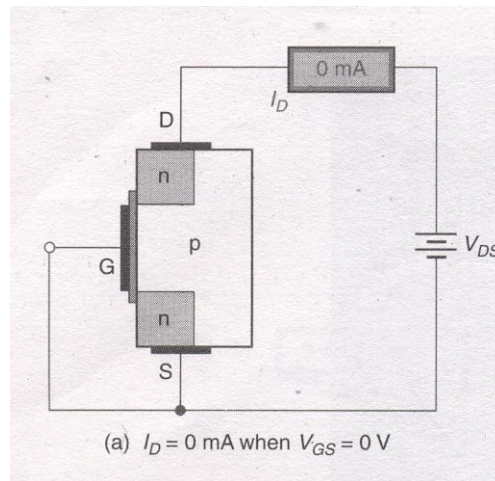 0 mA
I_D
D
n
p
G
n
S
V_DS
(a) I_D = 0 mA when V_GS = 0 V